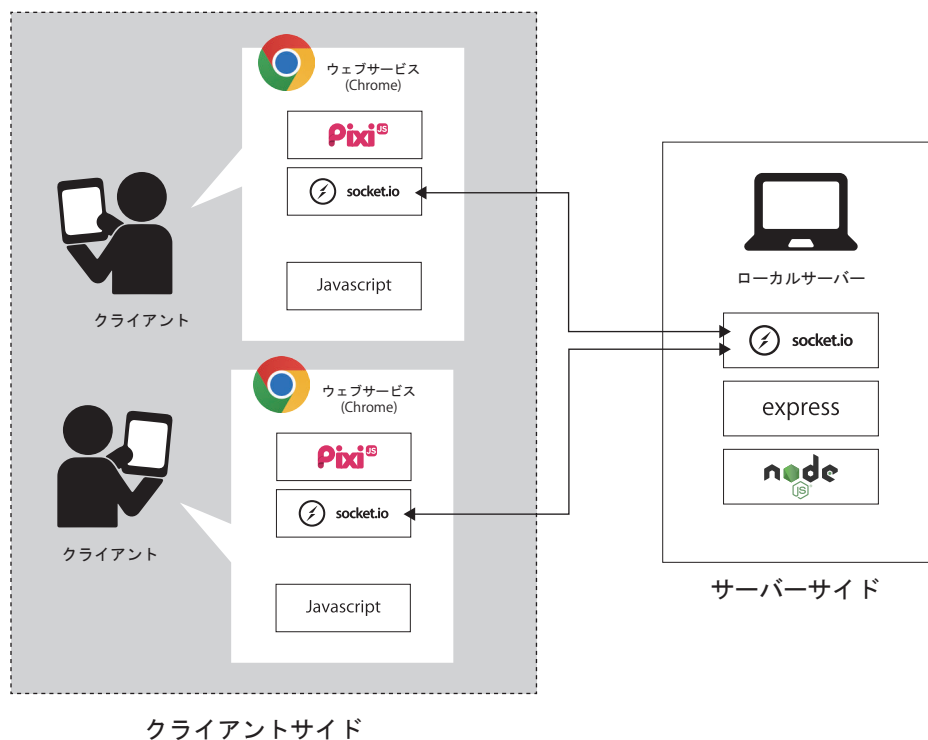 ウェブサービス
(Chrome)
Pixi JS
socket.io
Javascript
クライアント
ウェブサービス
(Chrome)
Pixi JS
socket.io
Javascript
クライアント
クライアントサイド
ローカルサーバー
socket.io
express
node
JS
サーバーサイド